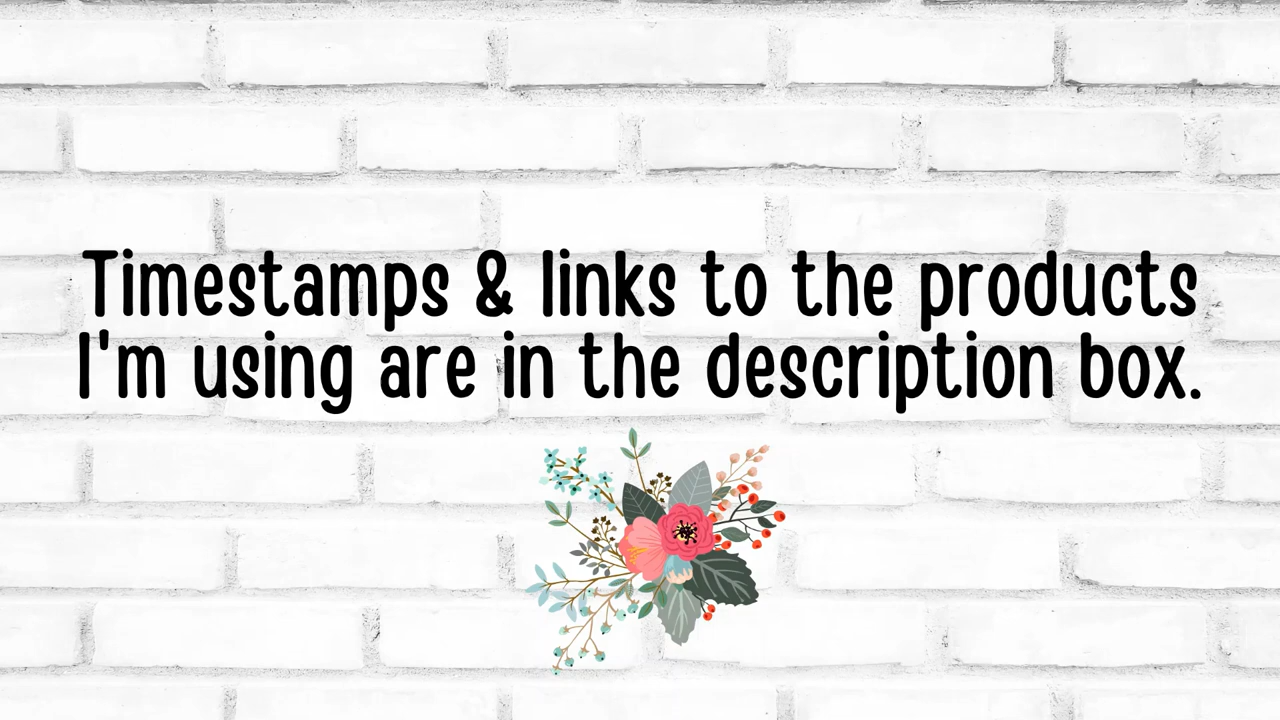 Timestamps & links to the products
I'm using are in the description box.